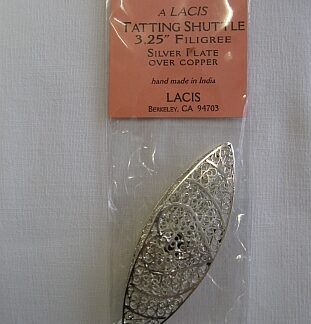 A LACIS
TATTING SHUTTLE
3.25" FILIGREE
SILVER PLATE
OVER COPPER
hand made in India
LACIS
BERKELEY, CA 94703